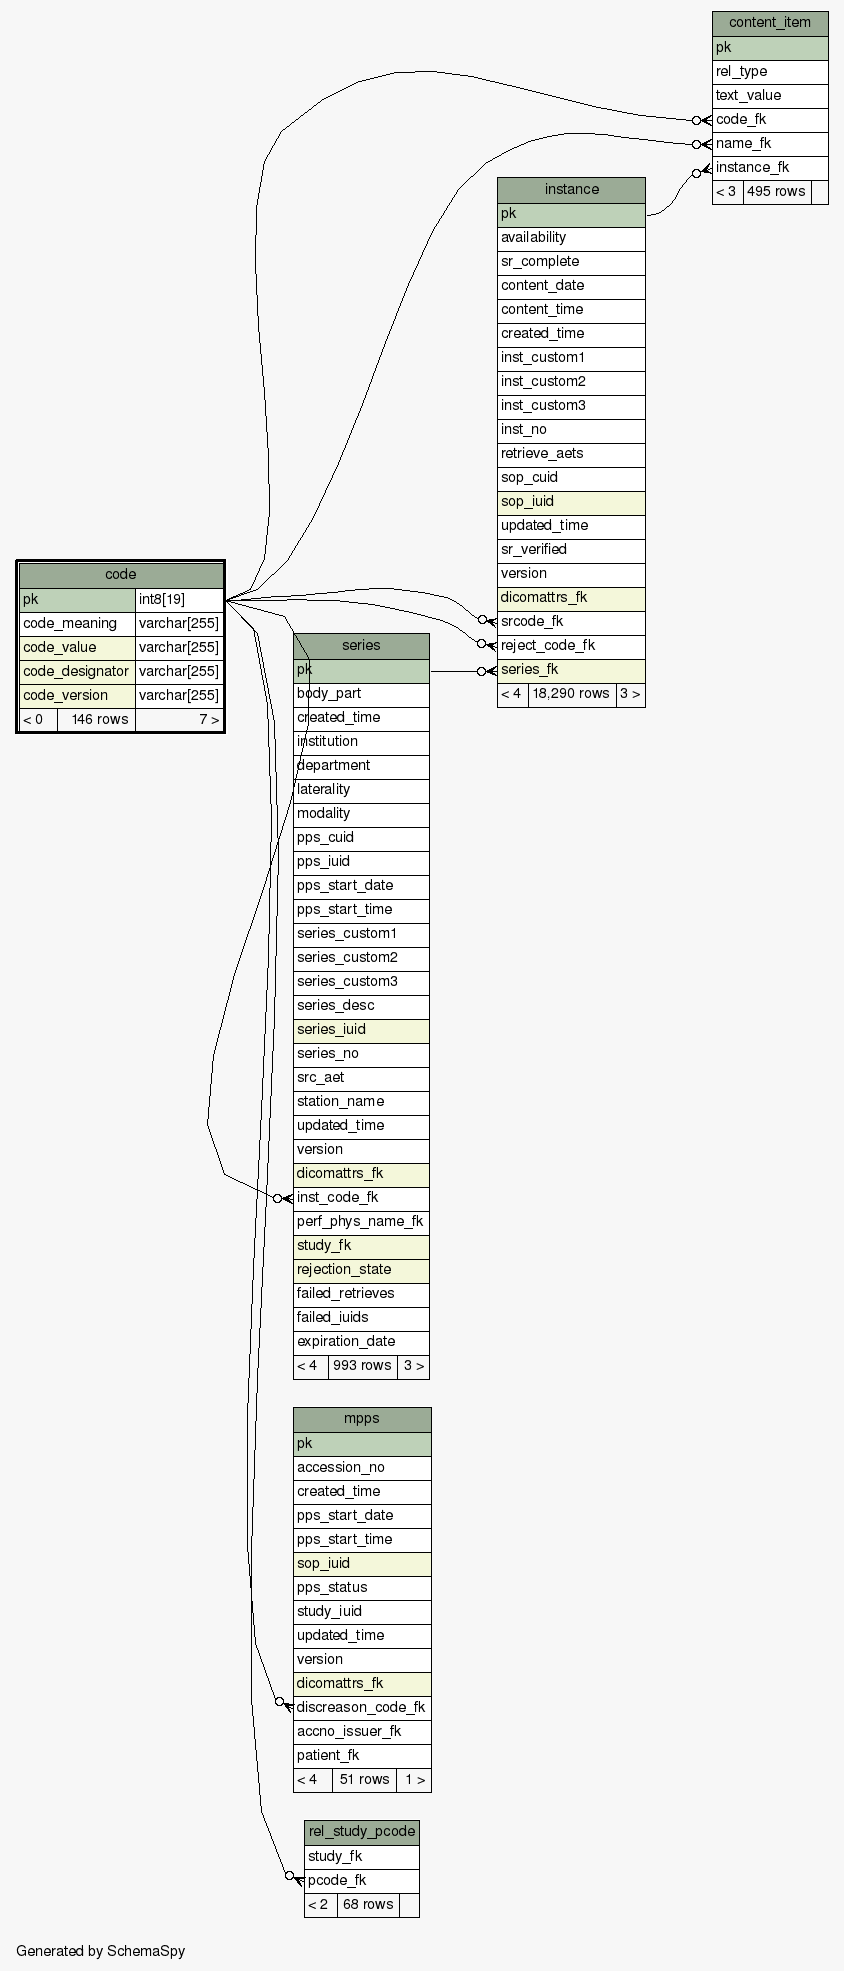 content_item
pk
rel_type
text_value
code_fk
name_fk
instance_fk
< 3 495 rows
instance
pk
availability
sr_complete
content_date
content_time
created_time
inst_custom1
inst_custom2
inst_custom3
inst_no
retrieve_aets
sop_cuid
sop_iuid
updated_time
sr_verified
version
dicomattrs_fk
srcode_fk
reject_code_fk
series_fk
< 4 18,290 rows 3 >
code
pk int8[19]
code_meaning varchar[255]
code_value varchar[255]
code_designator varchar[255]
code_version varchar[255]
< 0 146 rows 7 >
series
pk
body_part
created_time
institution
department
laterality
modality
pps_cuid
pps_iuid
pps_start_date
pps_start_time
series_custom1
series_custom2
series_custom3
series_desc
series_iuid
series_no
src_aet
station_name
updated_time
version
dicomattrs_fk
inst_code_fk
perf_phys_name_fk
study_fk
rejection_state
failed_retrieves
failed_iuids
expiration_date
< 4 993 rows 3 >
mpps
pk
accession_no
created_time
pps_start_date
pps_start_time
sop_iuid
pps_status
study_iuid
updated_time
version
dicomattrs_fk
discreason_code_fk
accno_issuer_fk
patient_fk
< 4 51 rows 1 >
rel_study_pcode
study_fk
pcode_fk
< 2 68 rows
Generated by SchemaSpy